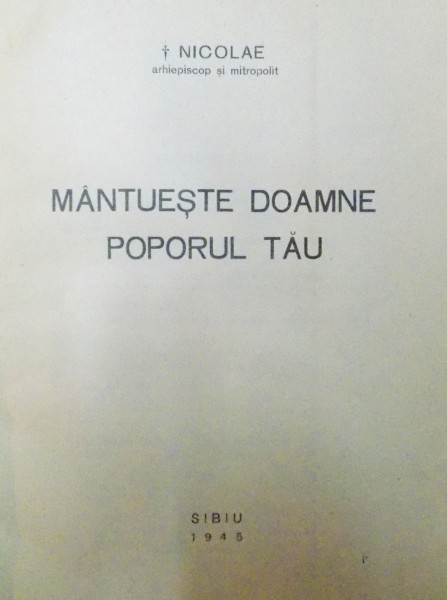 † NICOLAE
arhiepiscop și mitropolit
MÂNTUEȘTE DOAMNE
POPORUL TĂU
SIBIU
1945